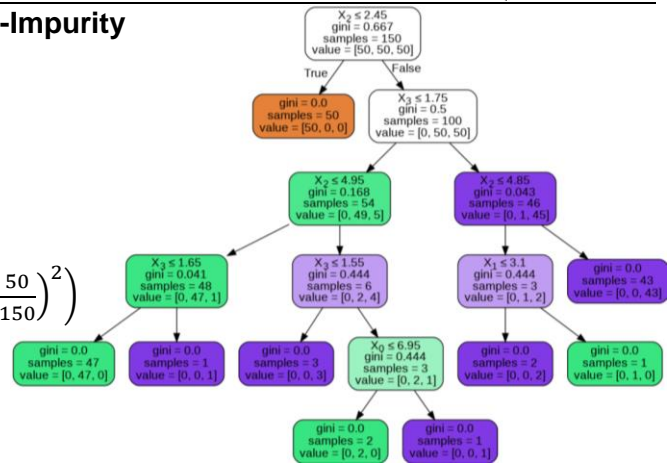 -Impurity
X₂ ≤ 2.45
gini = 0.667
samples = 150
value = [50, 50, 50]
True
False
gini = 0.0
samples = 50
value = [50, 0, 0]
X₃ ≤ 1.75
gini = 0.5
samples = 100
value = [0, 50, 50]
X₂ ≤ 4.95
gini = 0.168
samples = 54
value = [0, 49, 5]
X₂ ≤ 4.85
gini = 0.043
samples = 46
value = [0, 1, 45]
50
150
)²)
X₃ ≤ 1.65
gini = 0.041
samples = 48
value = [0, 47, 1]
X₃ ≤ 1.55
gini = 0.444
samples = 6
value = [0, 2, 4]
X₁ ≤ 3.1
gini = 0.444
samples = 3
value = [0, 1, 2]
gini = 0.0
samples = 43
value = [0, 0, 43]
gini = 0.0
samples = 47
value = [0, 47, 0]
gini = 0.0
samples = 1
value = [0, 0, 1]
gini = 0.0
samples = 3
value = [0, 0, 3]
X₀ ≤ 6.95
gini = 0.444
samples = 3
value = [0, 2, 1]
gini = 0.0
samples = 2
value = [0, 0, 2]
gini = 0.0
samples = 1
value = [0, 1, 0]
gini = 0.0
samples = 2
value = [0, 2, 0]
gini = 0.0
samples = 1
value = [0, 0, 1]